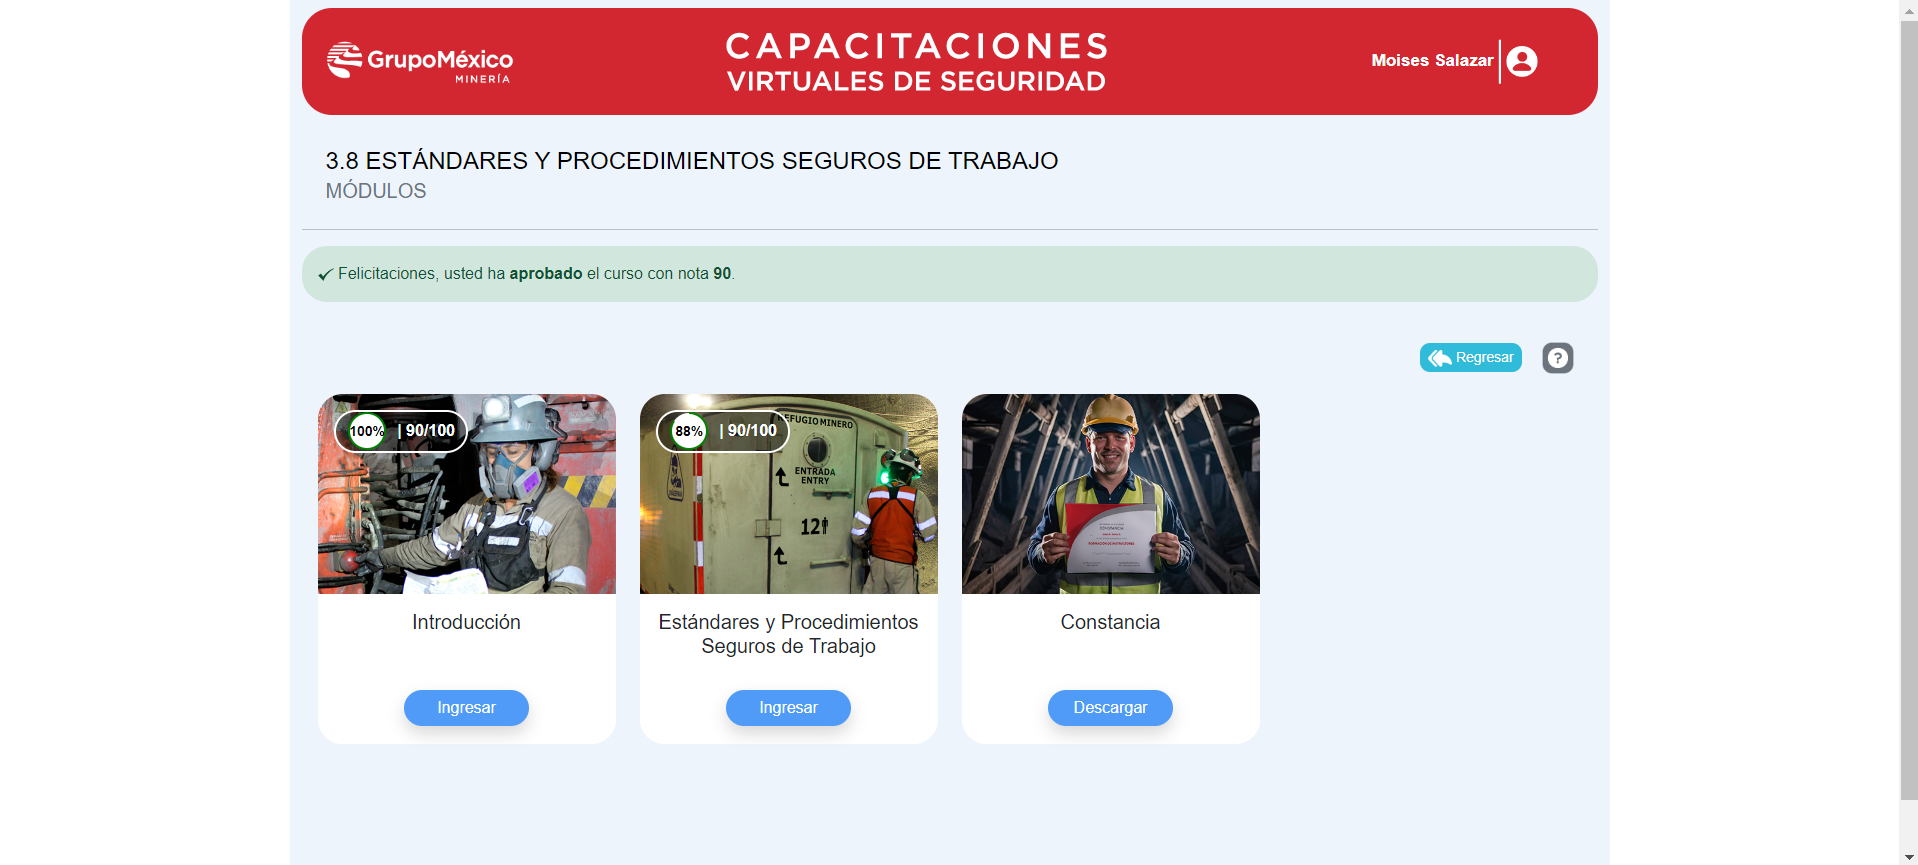 GrupoMéxico
MINERÍA
CAPACITACIONES
VIRTUALES DE SEGURIDAD
Moises Salazar
3.8 ESTÁNDARES Y PROCEDIMIENTOS SEGUROS DE TRABAJO
MÓDULOS
Felicitaciones, usted ha aprobado el curso con nota 90.
Regresar
?
100% | 90/100
88% | 90/100
REFUGIO MINERO
ENTRADA
ENTRY
12
CONSTANCIA
Introducción
Estándares y Procedimientos
Seguros de Trabajo
Constancia
Ingresar
Ingresar
Descargar